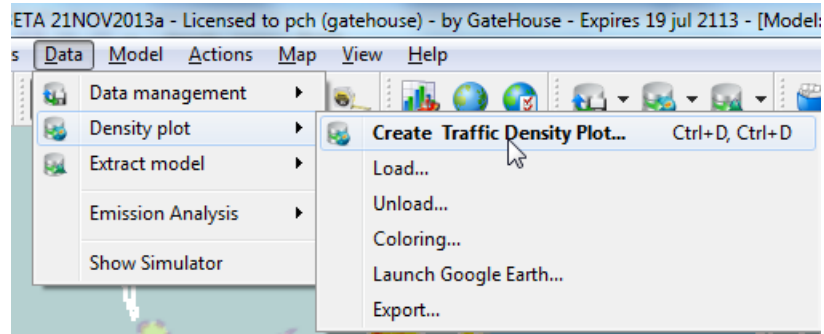 ETA 21NOV2013a - Licensed to pch (gatehouse) - by GateHouse - Expires 19 jul 2113 - [Model:
s Data Model Actions Map View Help
Data management
Density plot
Extract model
Emission Analysis
Show Simulator
Create Traffic Density Plot... Ctrl+D, Ctrl+D
Load...
Unload...
Coloring...
Launch Google Earth...
Export...